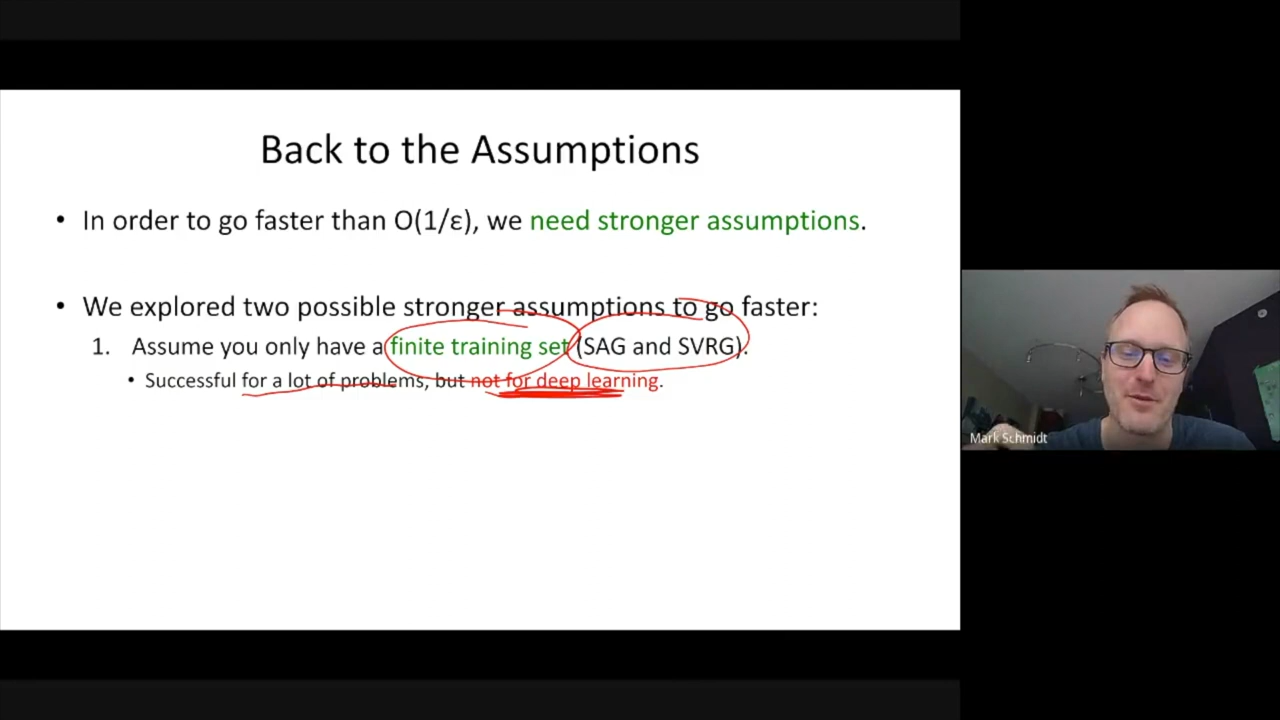 Back to the Assumptions
• In order to go faster than O(1/ε), we need stronger assumptions.
• We explored two possible stronger assumptions to go faster:
1. Assume you only have a finite training set (SAG and SVRG).
• Successful for a lot of problems, but not for deep learning.
Mark Schmidt